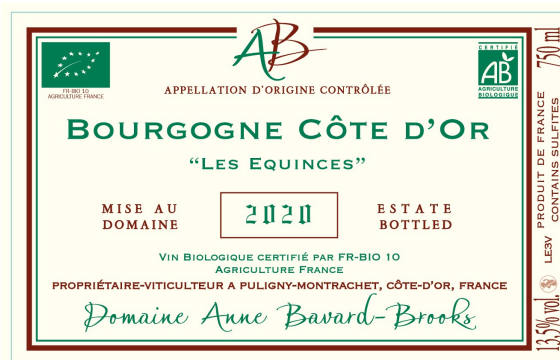 AB
FR-BIO 10
AGRICULTURE FRANCE
CERTIFIÉ
AB
AGRICULTURE
BIOLOGIQUE
APPELLATION D'ORIGINE CONTRÔLÉE
BOURGOGNE CÔTE D'OR
"LES EQUINCES"
MISE AU
DOMAINE
2020
ESTATE
BOTTLED
VIN BIOLOGIQUE CERTIFIÉ PAR FR-BIO 10
AGRICULTURE FRANCE
PROPRIÉTAIRE-VITICULTEUR A PULIGNY-MONTRACHET, CÔTE-D'OR, FRANCE
Domaine Anne Bavard-Brooks
13,5% vol.
LE3V
PRODUIT DE FRANCE
CONTAINS SULFITES
750 ml